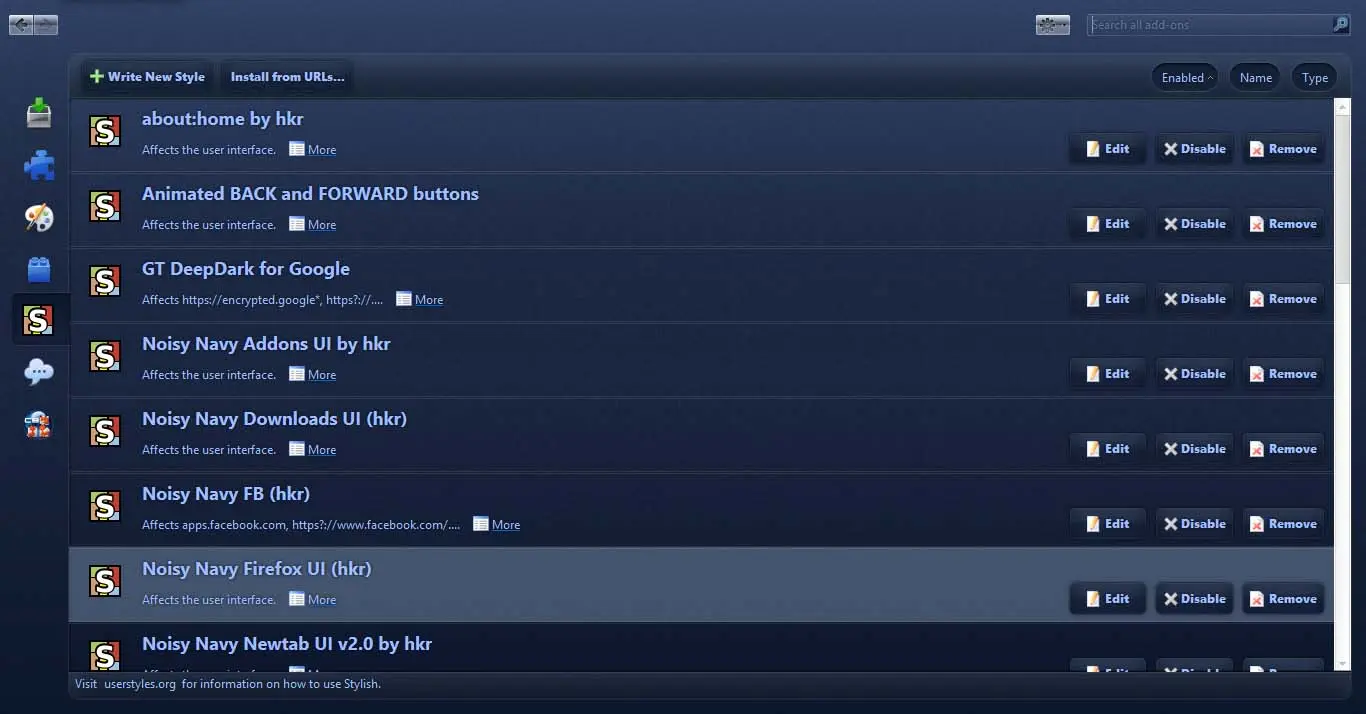 Search all add-ons
Write New Style
Install from URLs...
Enabled
Name
Type
about:home by hkr
Affects the user interface. More
Edit Disable Remove
Animated BACK and FORWARD buttons
Affects the user interface. More
Edit Disable Remove
GT DeepDark for Google
Affects https://encrypted.google*, https?://.... More
Edit Disable Remove
Noisy Navy Addons UI by hkr
Affects the user interface. More
Edit Disable Remove
Noisy Navy Downloads UI (hkr)
Affects the user interface. More
Edit Disable Remove
Noisy Navy FB (hkr)
Affects apps.facebook.com, https?://www.facebook.com/.... More
Edit Disable Remove
Noisy Navy Firefox UI (hkr)
Affects the user interface. More
Edit Disable Remove
Noisy Navy Newtab UI v2.0 by hkr
Visit userstyles.org for information on how to use Stylish.